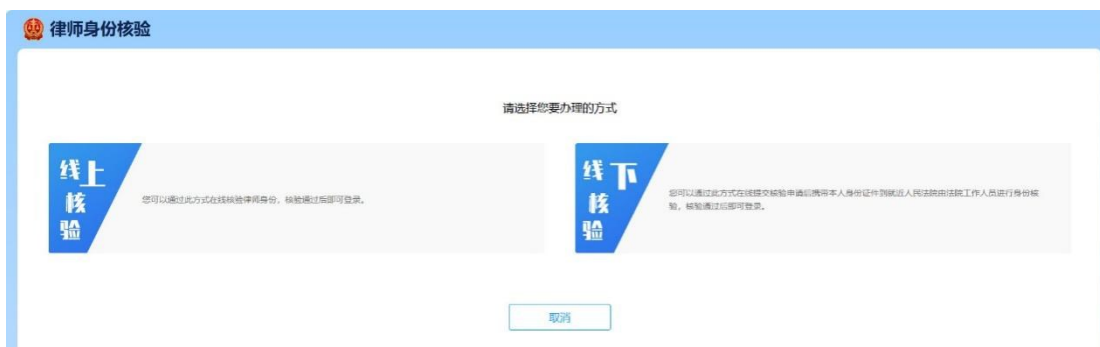 律师身份核验
请选择您要办理的方式
线上核验
您可以通过此方式在线核验律师身份，核验通过后即可登录。
线下核验
您可以通过此方式在线提交核验申请后携带本人身份证件到就近人民法院由法院工作人员进行身份核
验，核验通过后即可登录。
取消